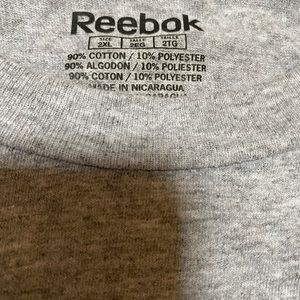 Reebok
SIZE TALLA TAILLE
2XL 2EG 2TG
90% COTTON / 10% POLYESTER
90% ALGODON / 10% POLIESTER
90% COTON / 10% POLYESTER
MADE IN NICARAGUA
NICARAGUA